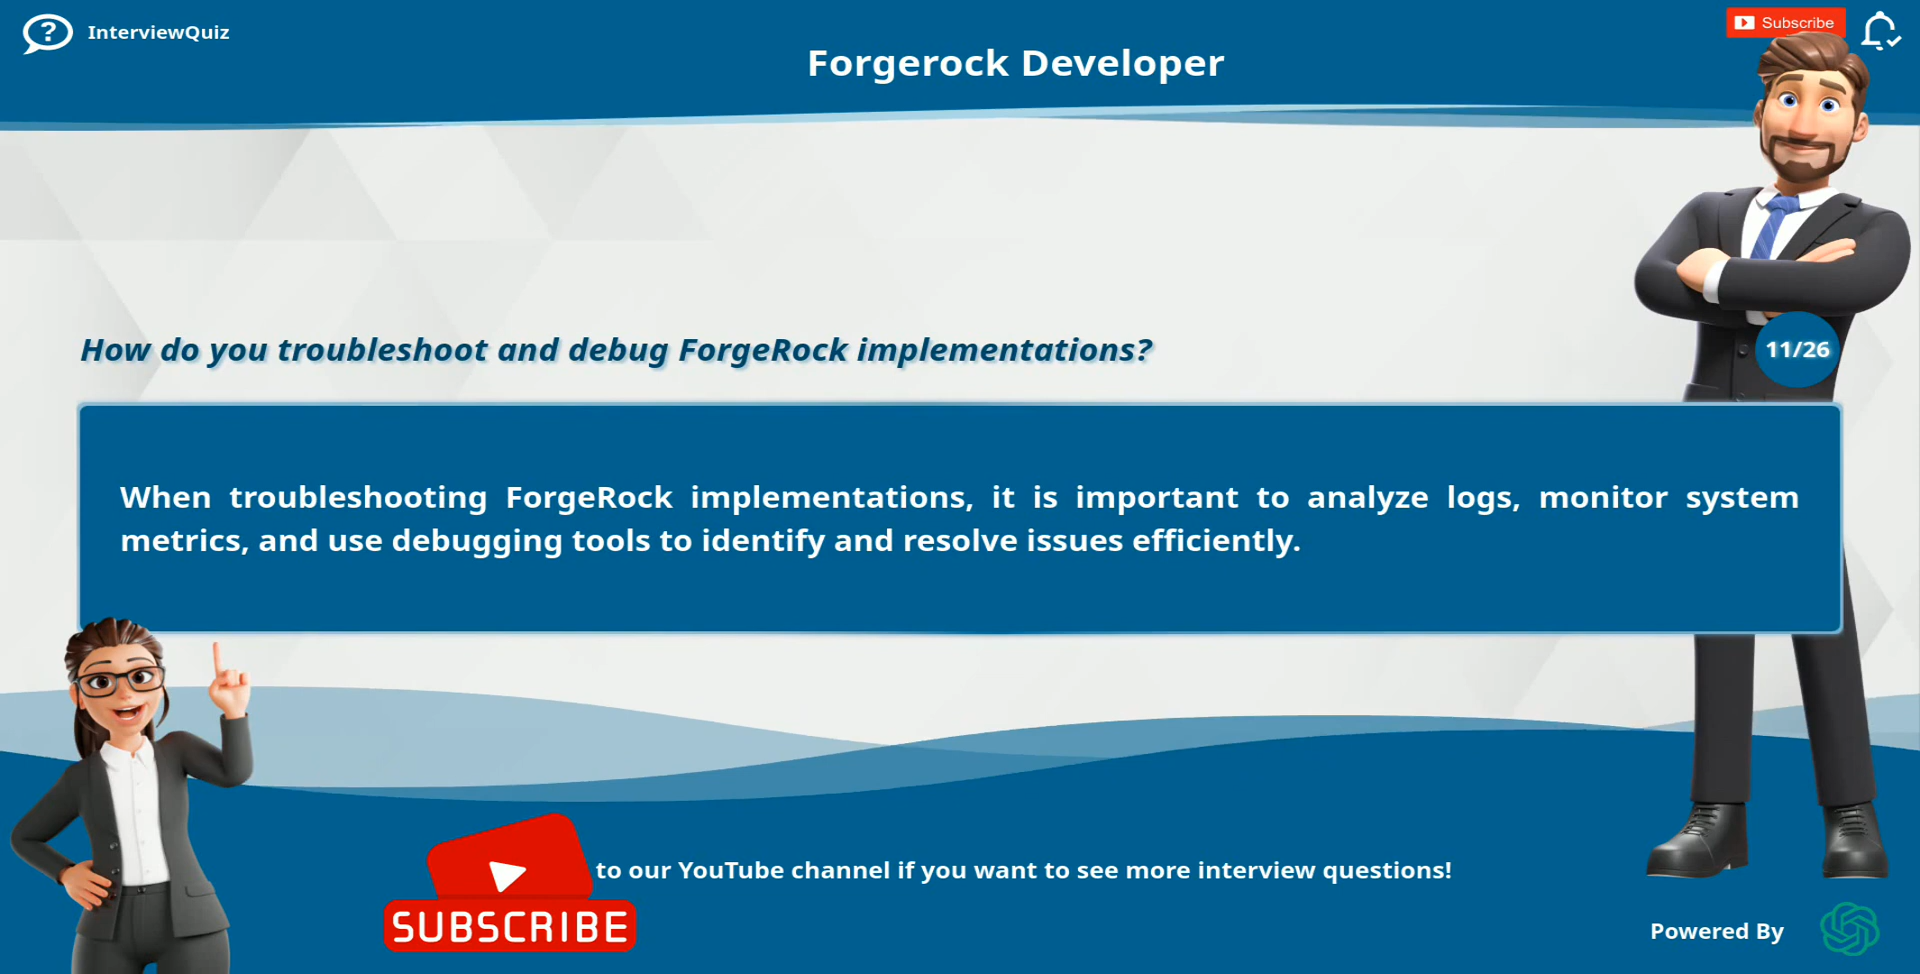 ?
InterviewQuiz
Subscribe
Forgerock Developer
How do you troubleshoot and debug ForgeRock implementations?
11/26
When troubleshooting ForgeRock implementations, it is important to analyze logs, monitor system
metrics, and use debugging tools to identify and resolve issues efficiently.
to our YouTube channel if you want to see more interview questions!
SUBSCRIBE
Powered By